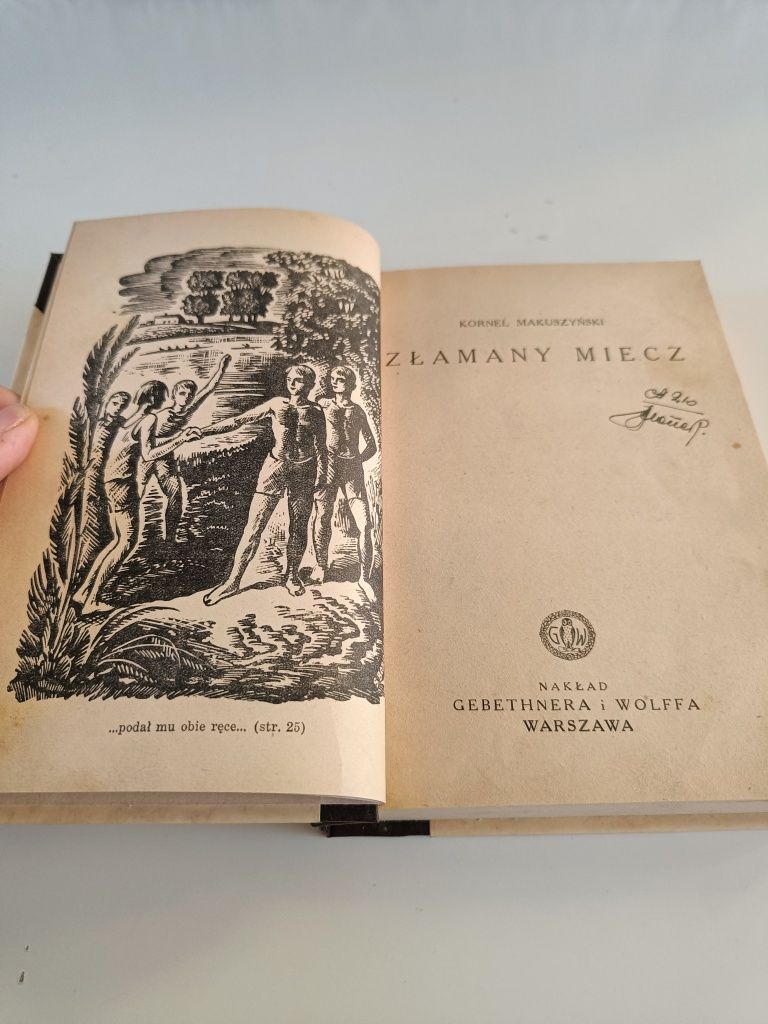 ...podał mu obie ręce... (str. 25)
KORNEL MAKUSZYŃSKI
ZŁAMANY MIECZ
G W
NAKŁAD
GEBETHNERA i WOLFFA
WARSZAWA